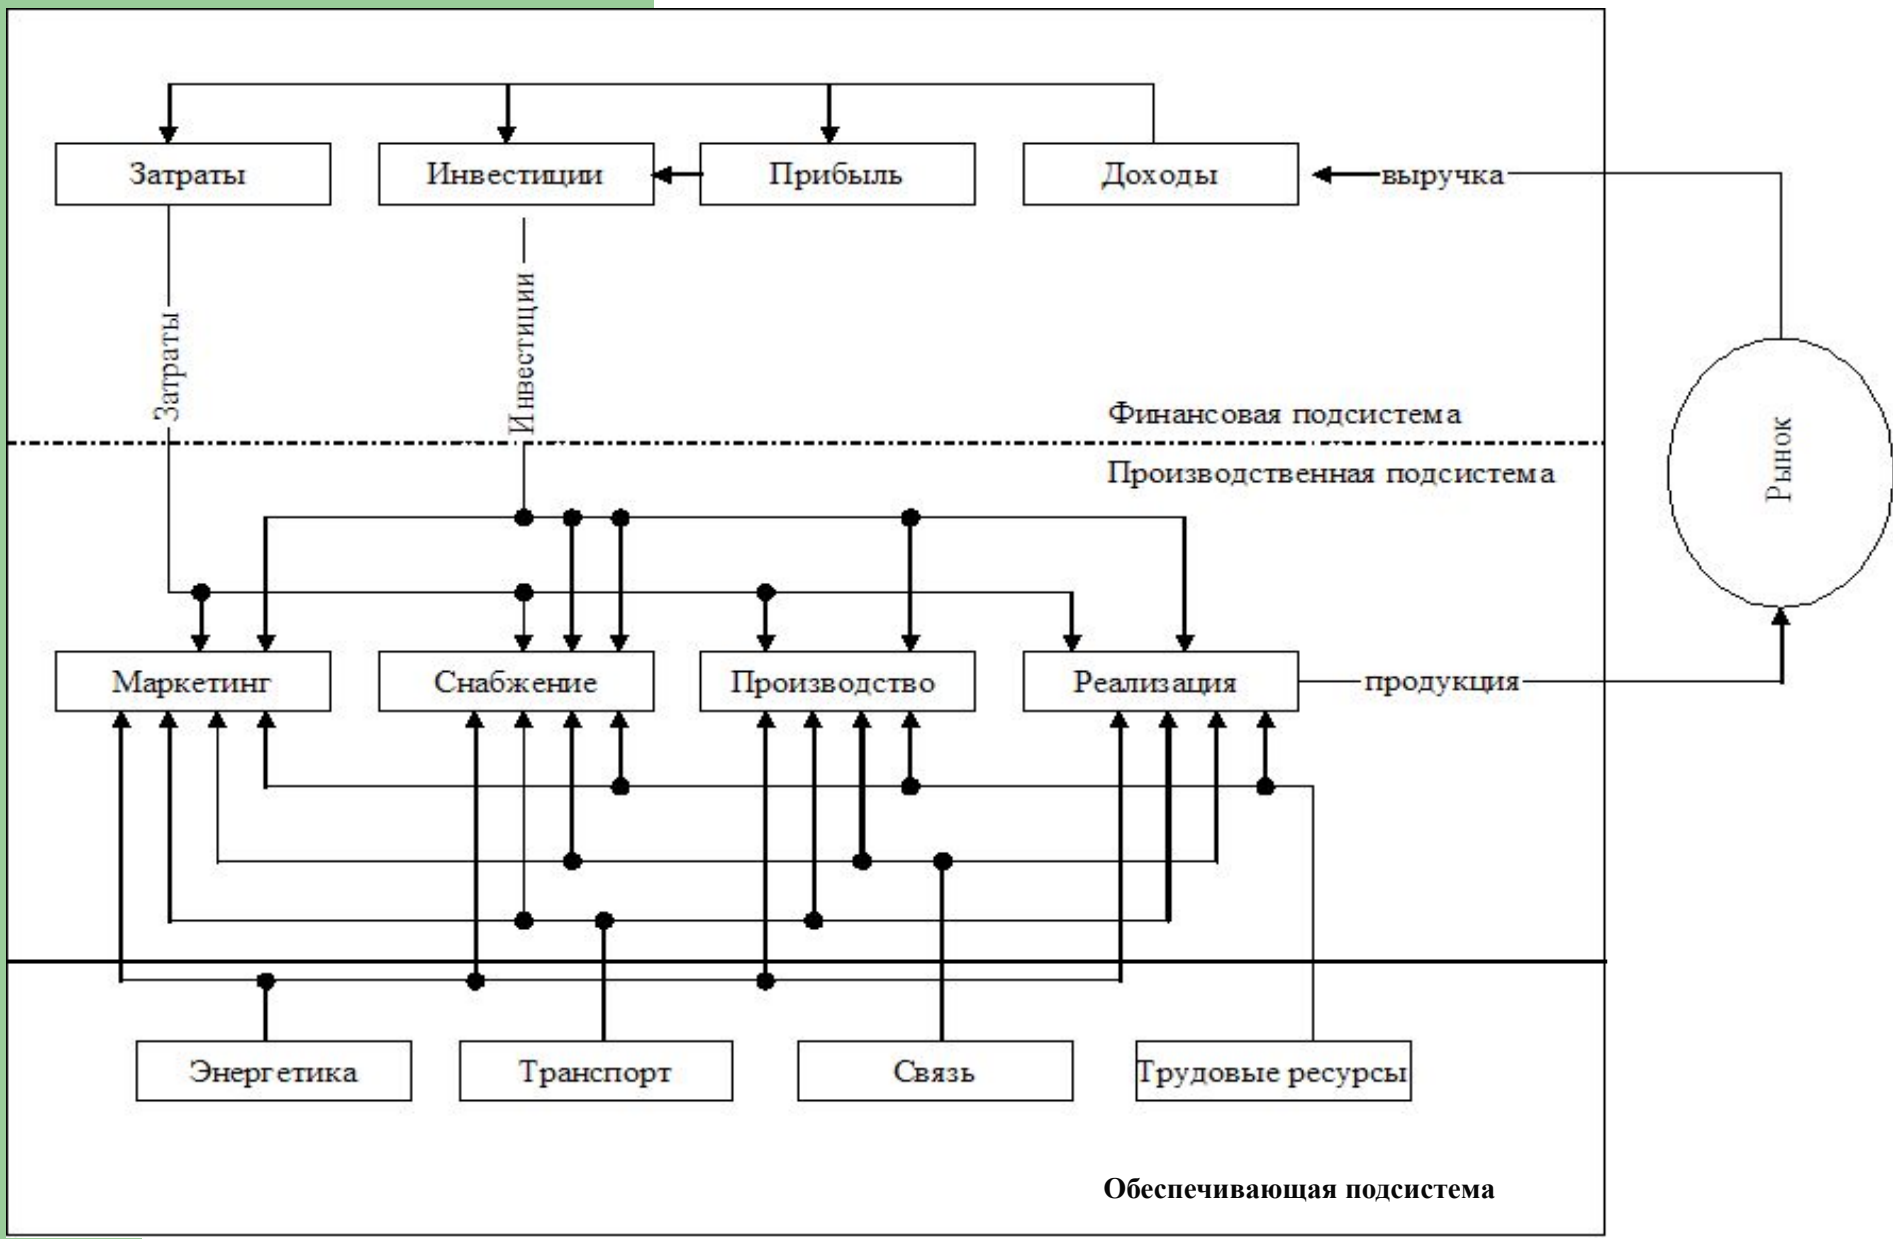 Затраты
Инвестиции
Прибыль
Доходы
выручка
Затраты
Инвестиции
Финансовая подсистема
Производственная подсистема
Рынок
Маркетинг
Снабжение
Производство
Реализация
продукция
Энергетика
Транспорт
Связь
Трудовые ресурсы
Обеспечивающая подсистема